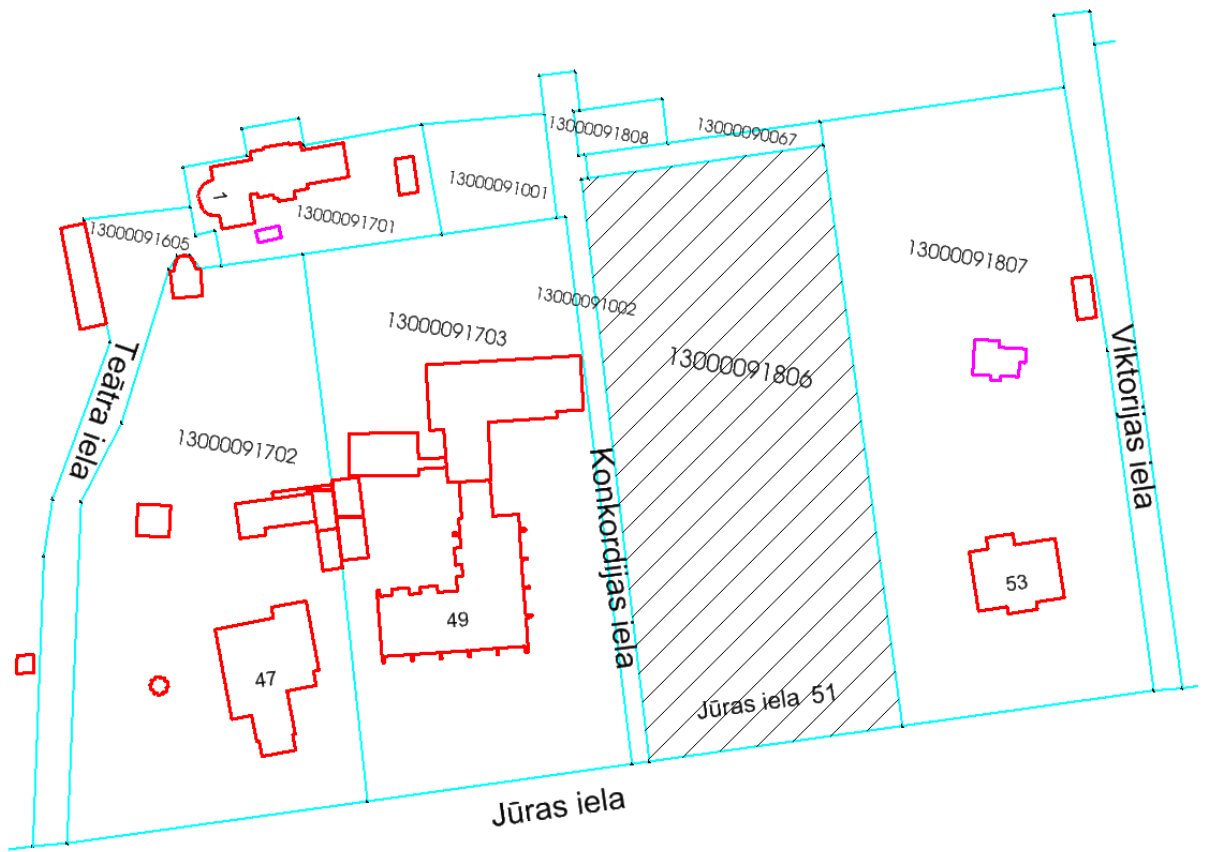 13000091808
13000090067
13000091001
1
13000091701
13000091605
13000091807
13000091002
13000091703
13000091806
Teātra iela
Viktorijas iela
13000091702
Konkordijas iela
53
49
47
Jūras iela 51
Jūras iela